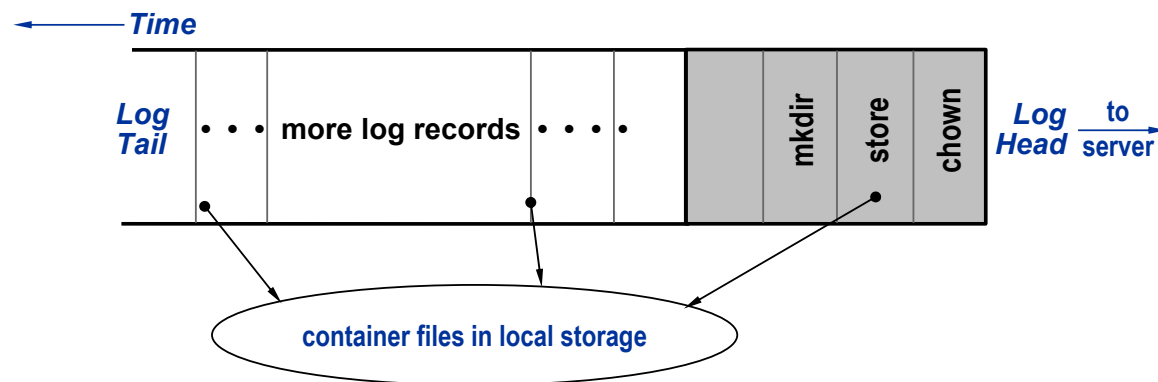 Time
Log
Tail
• • •
more log records
• • • •
mkdir
store
chown
Log
Head
to
server
container files in local storage